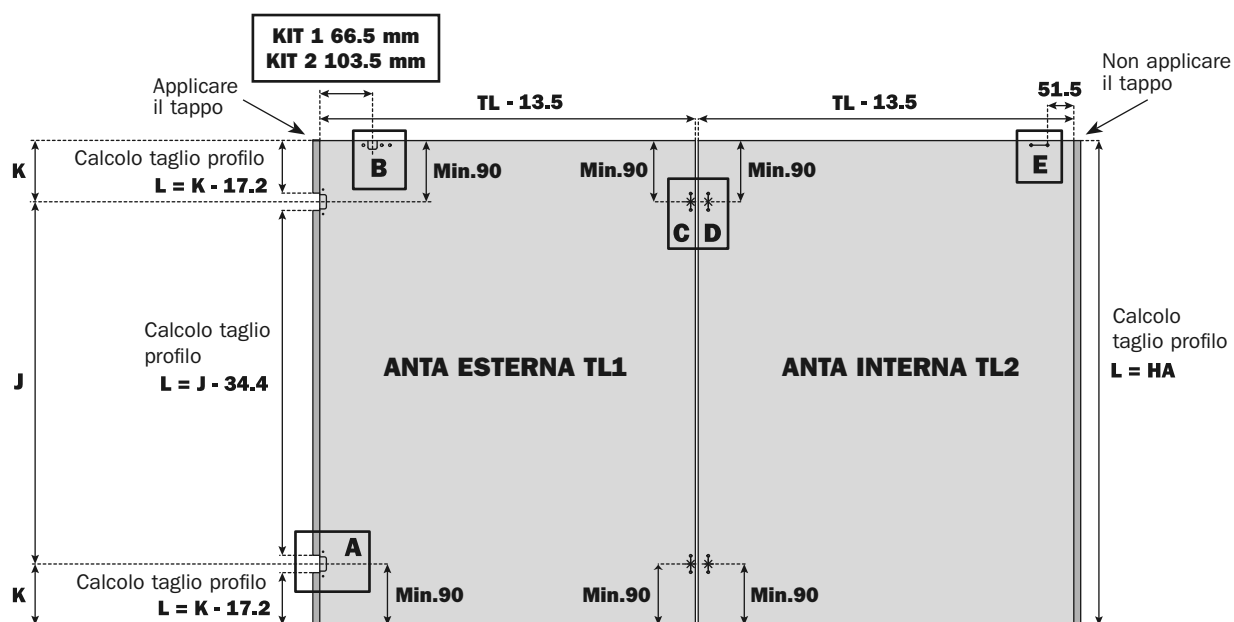 KIT 1 66.5 mm
KIT 2 103.5 mm
Applicare
il tappo
Non applicare
il tappo
TL - 13.5
TL - 13.5
51.5
K
Calcolo taglio profilo
L = K - 17.2
B
Min.90
Min.90
Min.90
E
C
D
J
Calcolo taglio
profilo
L = J - 34.4
ANTA ESTERNA TL1
ANTA INTERNA TL2
Calcolo
taglio profilo
L = HA
A
K
Calcolo taglio profilo
L = K - 17.2
Min.90
Min.90
Min.90